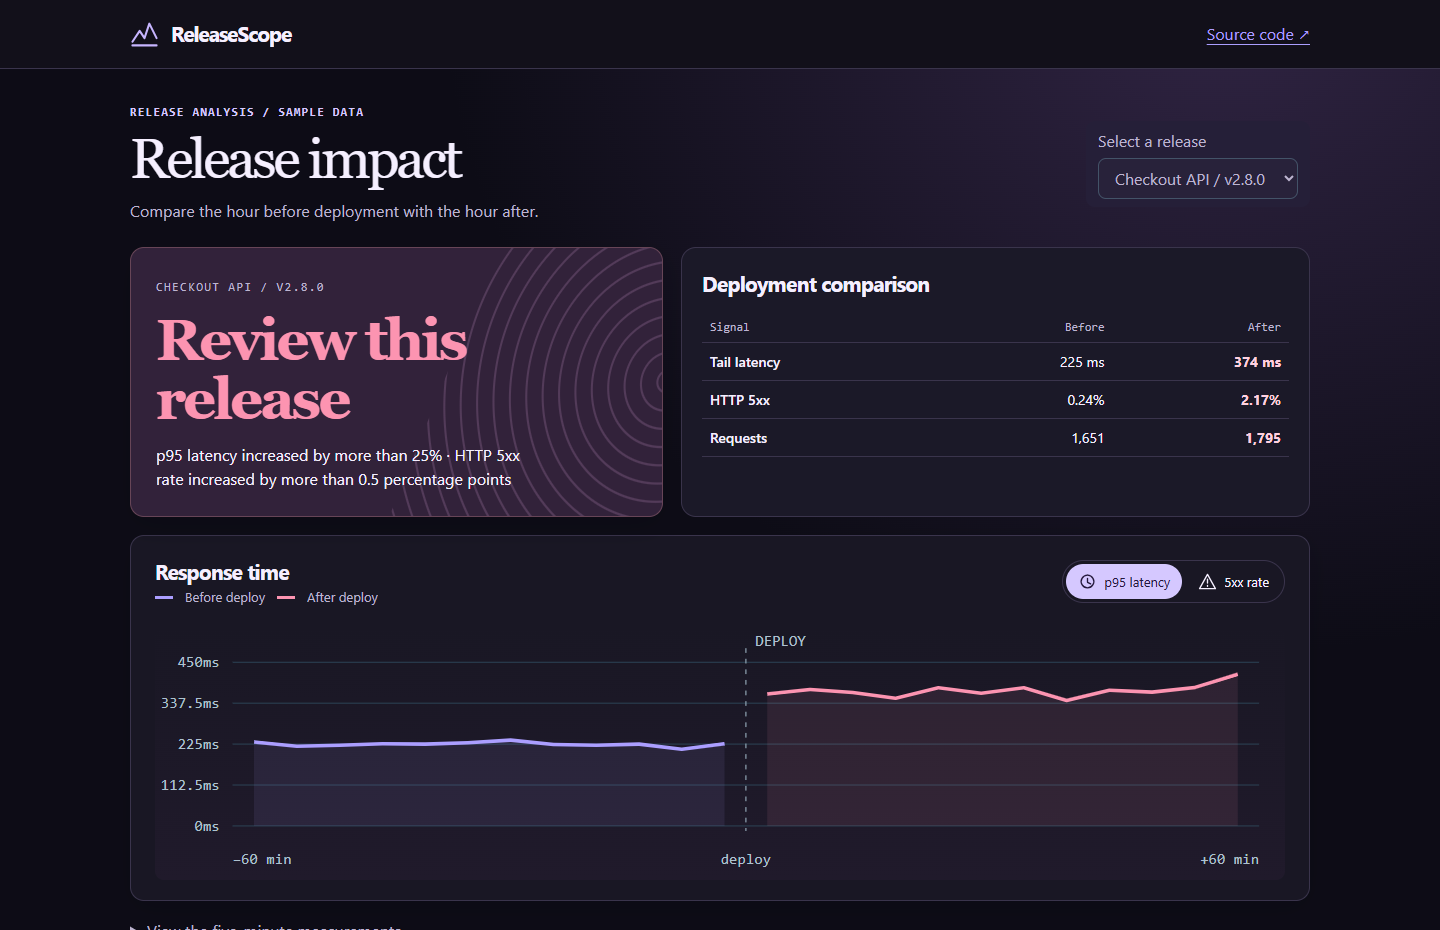 ReleaseScope
Source code ↗
RELEASE ANALYSIS / SAMPLE DATA
Release impact
Compare the hour before deployment with the hour after.
Select a release
Checkout API / v2.8.0
CHECKOUT API / V2.8.0
Review this
release
p95 latency increased by more than 25% · HTTP 5xx
rate increased by more than 0.5 percentage points
Deployment comparison
Signal Before After
Tail latency 225 ms 374 ms
HTTP 5xx 0.24% 2.17%
Requests 1,651 1,795
Response time
Before deploy After deploy
p95 latency 5xx rate
DEPLOY
450ms
337.5ms
225ms
112.5ms
0ms
−60 min deploy +60 min
View the five-minute measurements